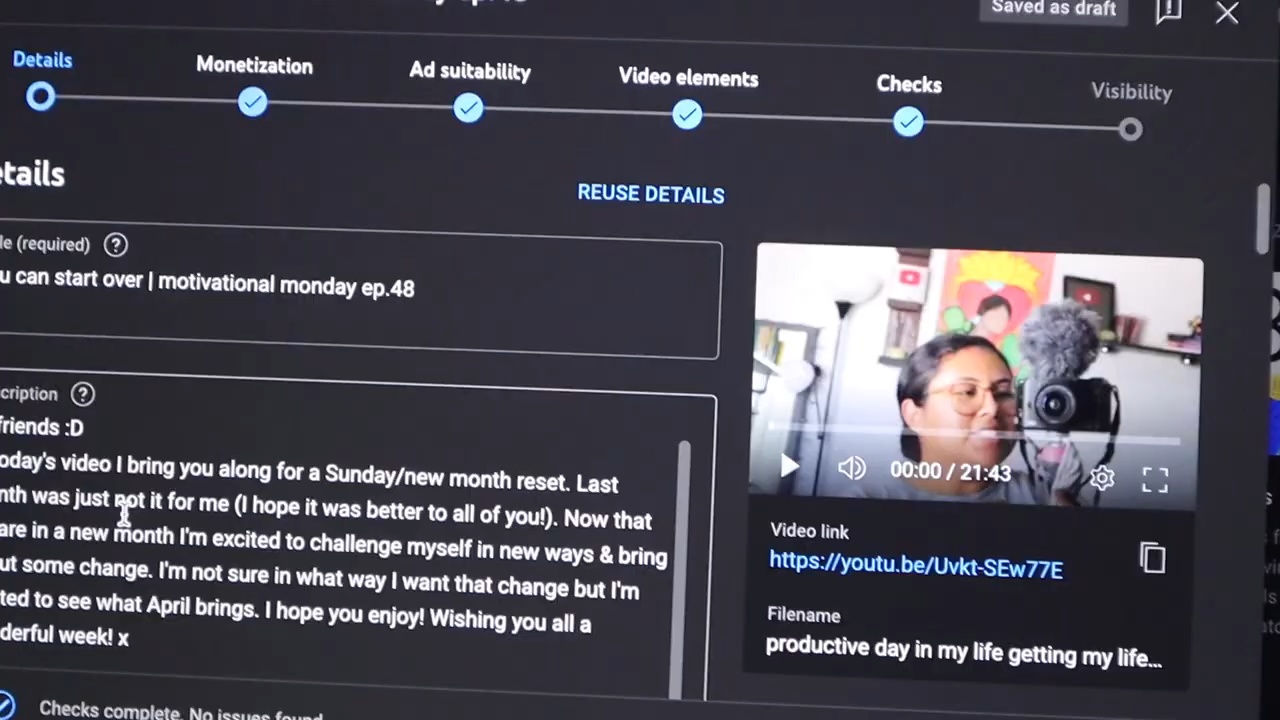 Saved as draft
Details
Monetization
Ad suitability
Video elements
Checks
Visibility
etails
REUSE DETAILS
le (required)
u can start over | motivational monday ep.48
cription
friends :D
oday's video I bring you along for a Sunday/new month reset. Last
nth was just not it for me (I hope it was better to all of you!). Now that
are in a new month I'm excited to challenge myself in new ways & bring
ut some change. I'm not sure in what way I want that change but I'm
ted to see what April brings. I hope you enjoy! Wishing you all a
derful week! x
Checks complete. No issues found
00:00 / 21:43
Video link
https://youtu.be/Uvkt-SEw77E
Filename
productive day in my life getting my life...